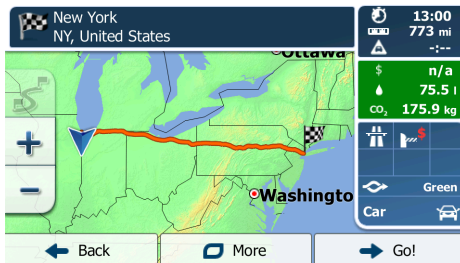 New York
NY, United States
13:00
773 mi
-:--
$ n/a
75.5 l
CO₂ 175.9 kg
Ottawa
$
Washingto
Green
Car
Back
More
Go!